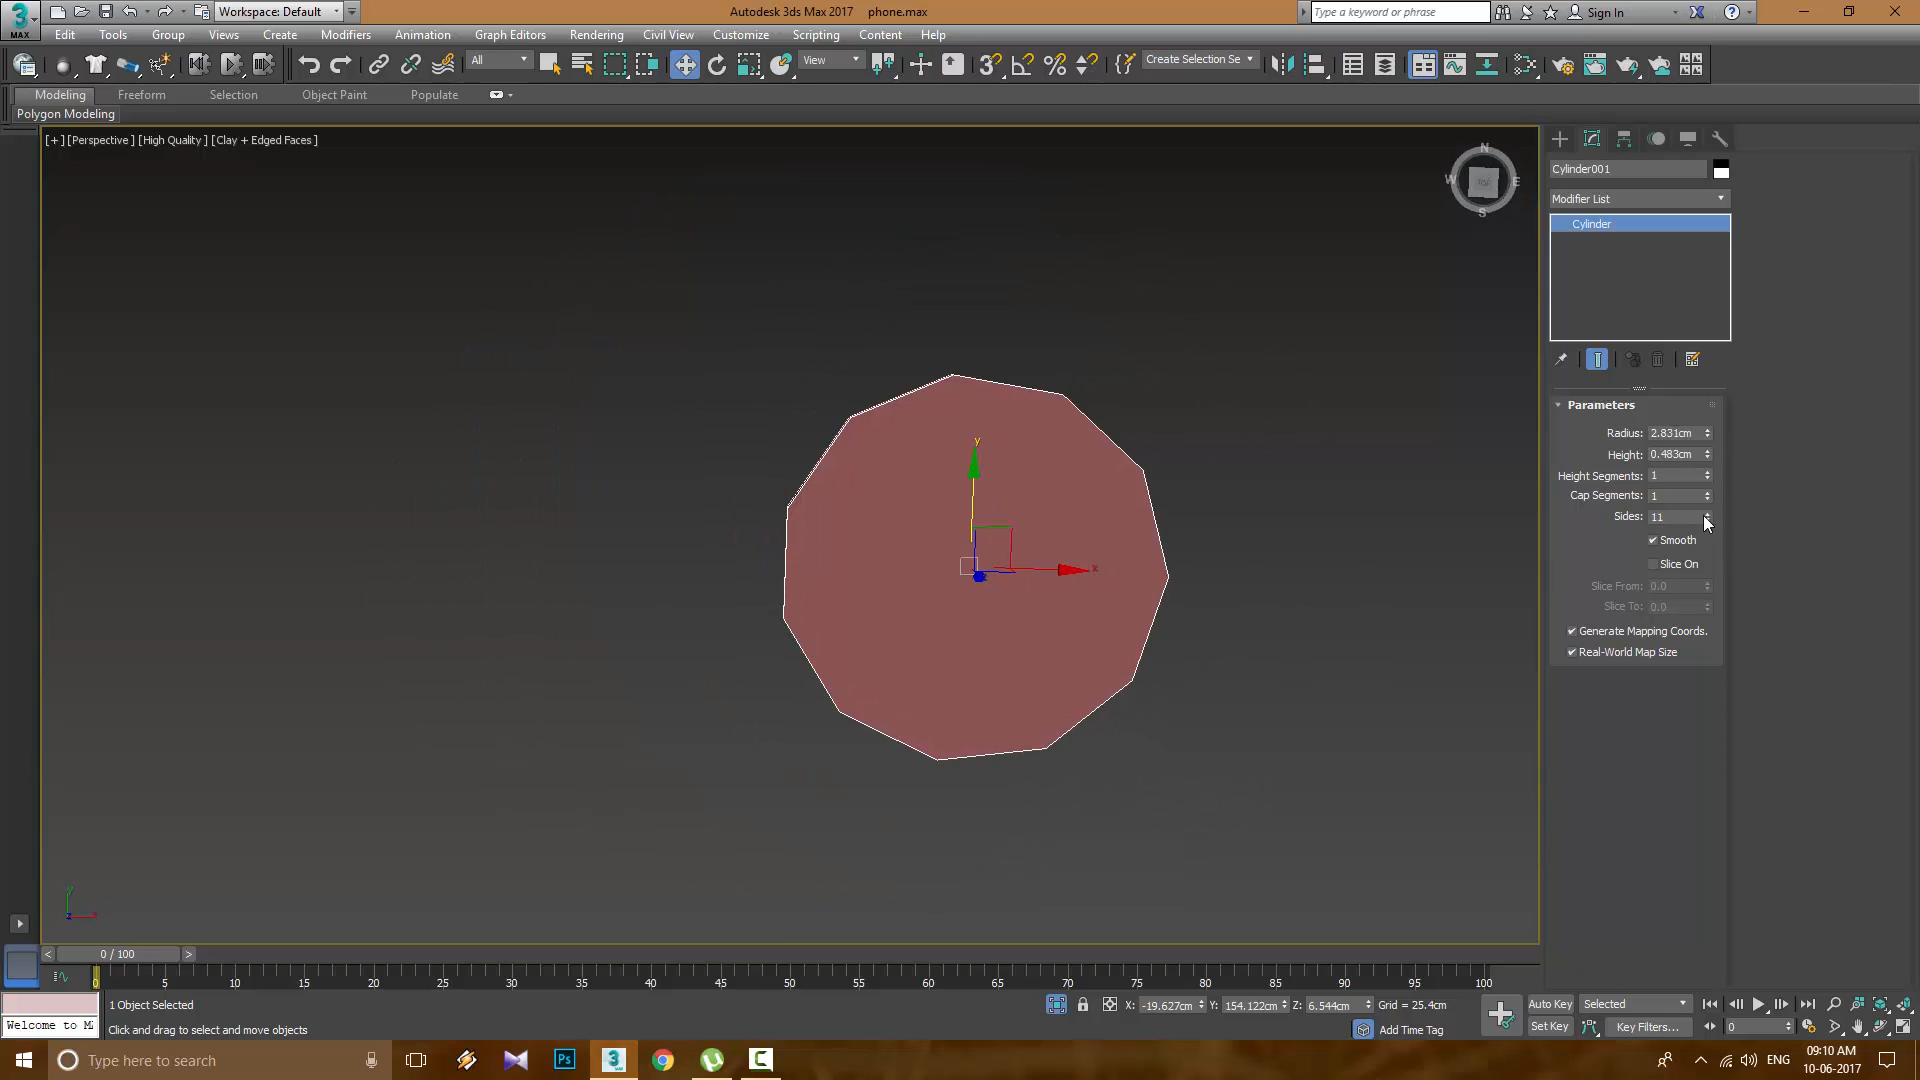 Workspace: Default
Autodesk 3ds Max 2017 phone.max
Type a keyword or phrase
Sign In
MAX
Edit Tools Group Views Create Modifiers Animation Graph Editors Rendering Civil View Customize Scripting Content Help
All
View
Create Selection Se
Modeling Freeform Selection Object Paint Populate
Polygon Modeling
[+] [Perspective ] [High Quality ] [Clay + Edged Faces ]
N
W
E
S
Cylinder001
Modifier List
Cylinder
Parameters
Radius: 2.831cm
Height: 0.483cm
Height Segments: 1
Cap Segments: 1
Sides: 11
Smooth
Slice On
Slice From: 0.0
Slice To: 0.0
Generate Mapping Coords.
Real-World Map Size
y
x
0 / 100
0 5 10 15 20 25 30 35 40 45 50 55 60 65 70 75 80 85 90 95 100
1 Object Selected
X: -19.627cm Y: 154.122cm Z: 6.544cm Grid = 25.4cm
Auto Key Selected
Welcome to M
Click and drag to select and move objects
Add Time Tag
Set Key Key Filters...
0
Type here to search
Ps
3
ENG
09:10 AM
10-06-2017